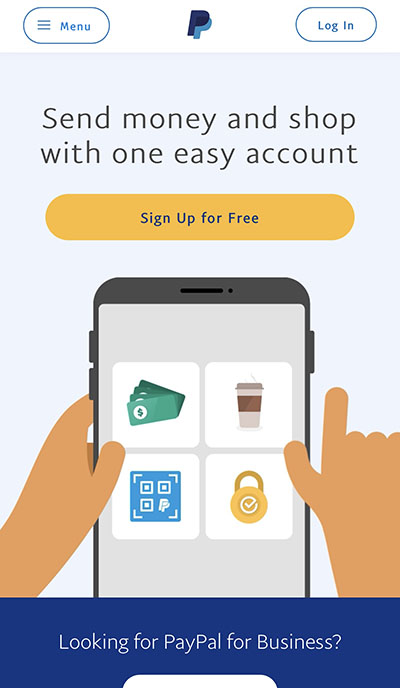 Menu
Log In
Send money and shop
with one easy account
Sign Up for Free
$
Looking for PayPal for Business?